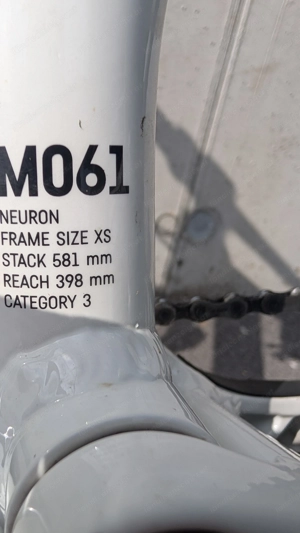 M061
NEURON
FRAME SIZE XS
STACK 581 mm
REACH 398 mm
CATEGORY 3